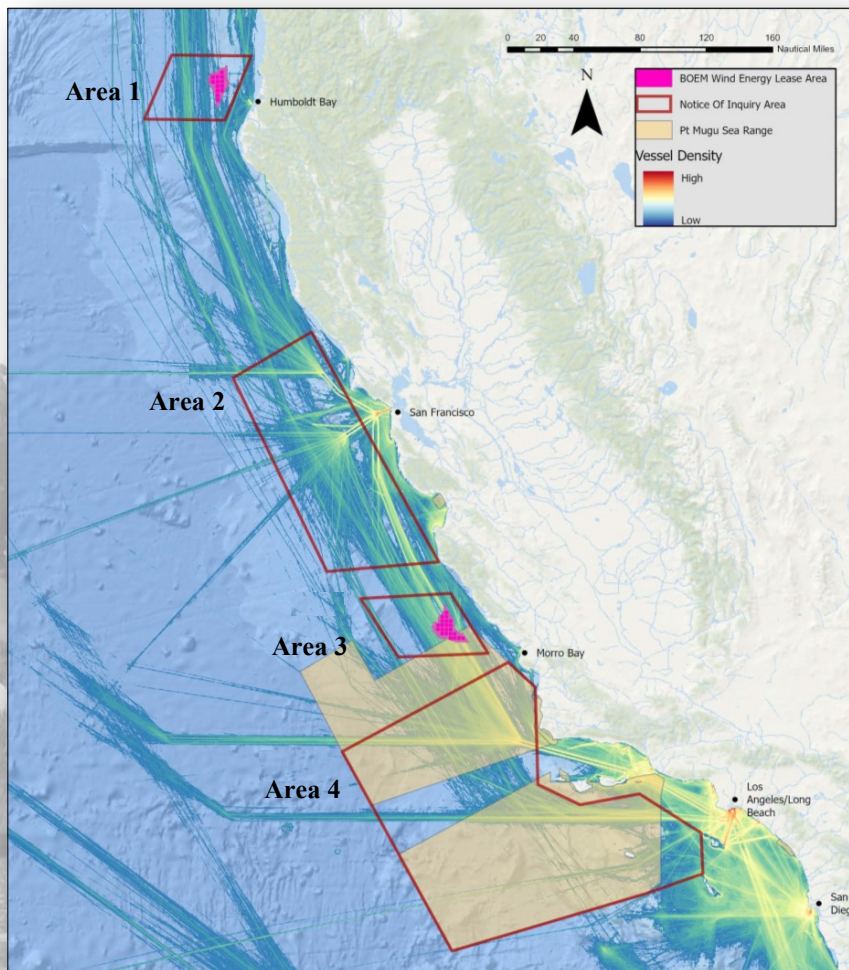 0 20 40 80 120 160
Nautical Miles
N
BOEM Wind Energy Lease Area
Notice Of Inquiry Area
Pt Mugu Sea Range
Vessel Density
High
Low
Area 1
Humboldt Bay
Area 2
San Francisco
Area 3
Morro Bay
Area 4
Los
Angeles/Long
Beach
San
Dieg